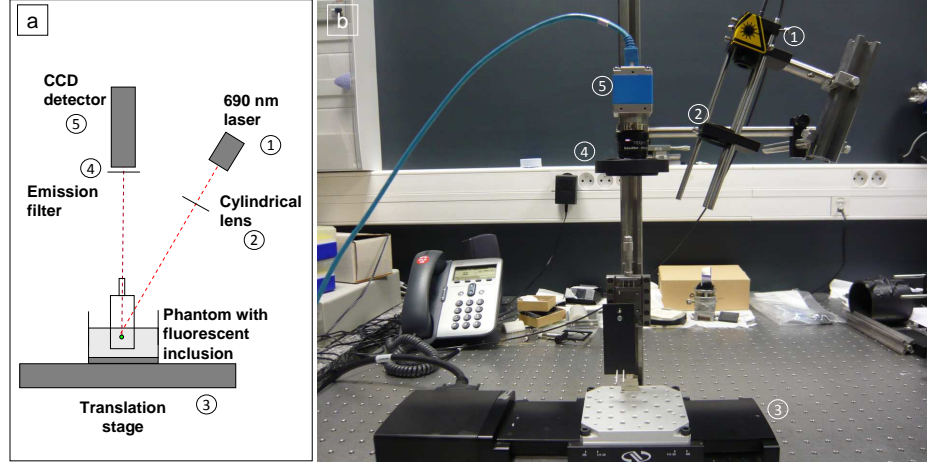 a
CCD
detector
⑤
690 nm
laser
①
④
Emission
filter
Cylindrical
lens
②
Phantom with
fluorescent
inclusion
③
Translation
stage
b
①
⑤
②
④
③